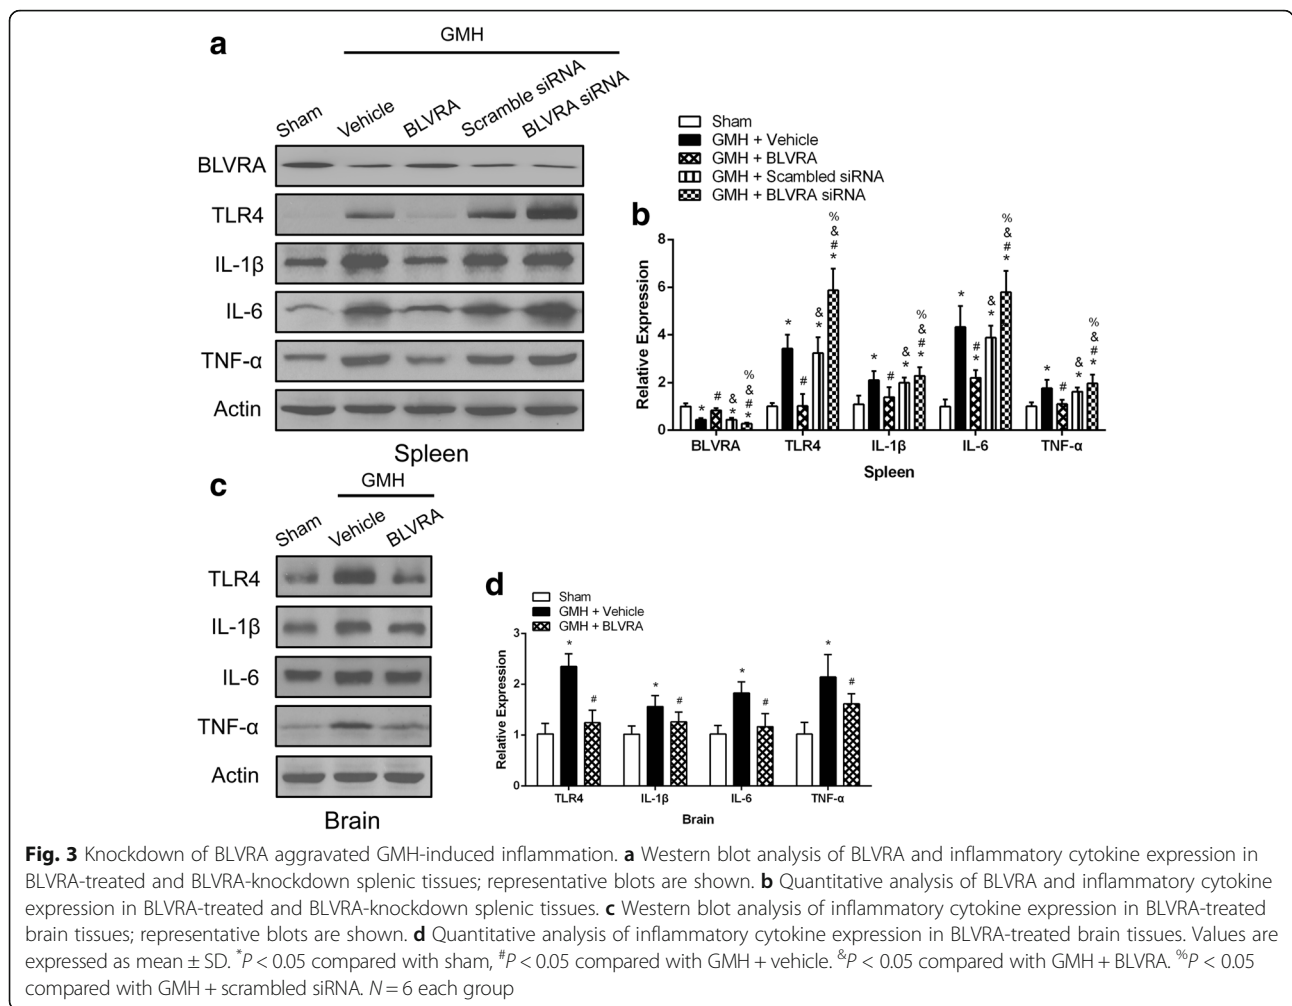 a
GMH
Sham Vehicle BLVRA Scramble siRNA BLVRA siRNA
BLVRA
TLR4
IL-1β
IL-6
TNF-α
Actin
Spleen
Sham
GMH + Vehicle
GMH + BLVRA
GMH + Scambled siRNA
GMH + BLVRA siRNA
b
Relative Expression
8
6
4
2
0
* # & * % & # *
* # & * % & # *
* # & * % & # *
* # * & * % & # *
* # & * % & # *
BLVRA TLR4 IL-1β IL-6 TNF-α
Spleen
c
GMH
Sham Vehicle BLVRA
TLR4
IL-1β
IL-6
TNF-α
Actin
Brain
d
Sham
GMH + Vehicle
GMH + BLVRA
Relative Expression
3
2
1
0
* # * # * # * #
TLR4 IL-1β IL-6 TNF-α
Brain
Fig. 3 Knockdown of BLVRA aggravated GMH-induced inflammation. a Western blot analysis of BLVRA and inflammatory cytokine expression in
BLVRA-treated and BLVRA-knockdown splenic tissues; representative blots are shown. b Quantitative analysis of BLVRA and inflammatory cytokine
expression in BLVRA-treated and BLVRA-knockdown splenic tissues. c Western blot analysis of inflammatory cytokine expression in BLVRA-treated
brain tissues; representative blots are shown. d Quantitative analysis of inflammatory cytokine expression in BLVRA-treated brain tissues. Values are
expressed as mean ± SD. *P < 0.05 compared with sham, #P < 0.05 compared with GMH + vehicle. &P < 0.05 compared with GMH + BLVRA. %P < 0.05
compared with GMH + scrambled siRNA. N = 6 each group